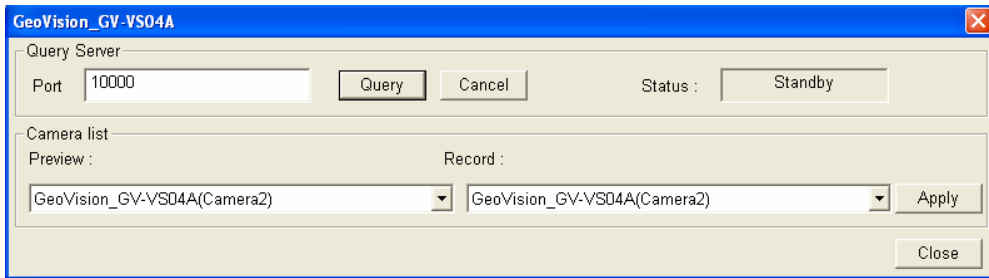 GeoVision_GV-VS04A
Query Server
Port 10000 Query Cancel Status : Standby
Camera list
Preview : Record :
GeoVision_GV-VS04A(Camera2) GeoVision_GV-VS04A(Camera2) Apply
Close